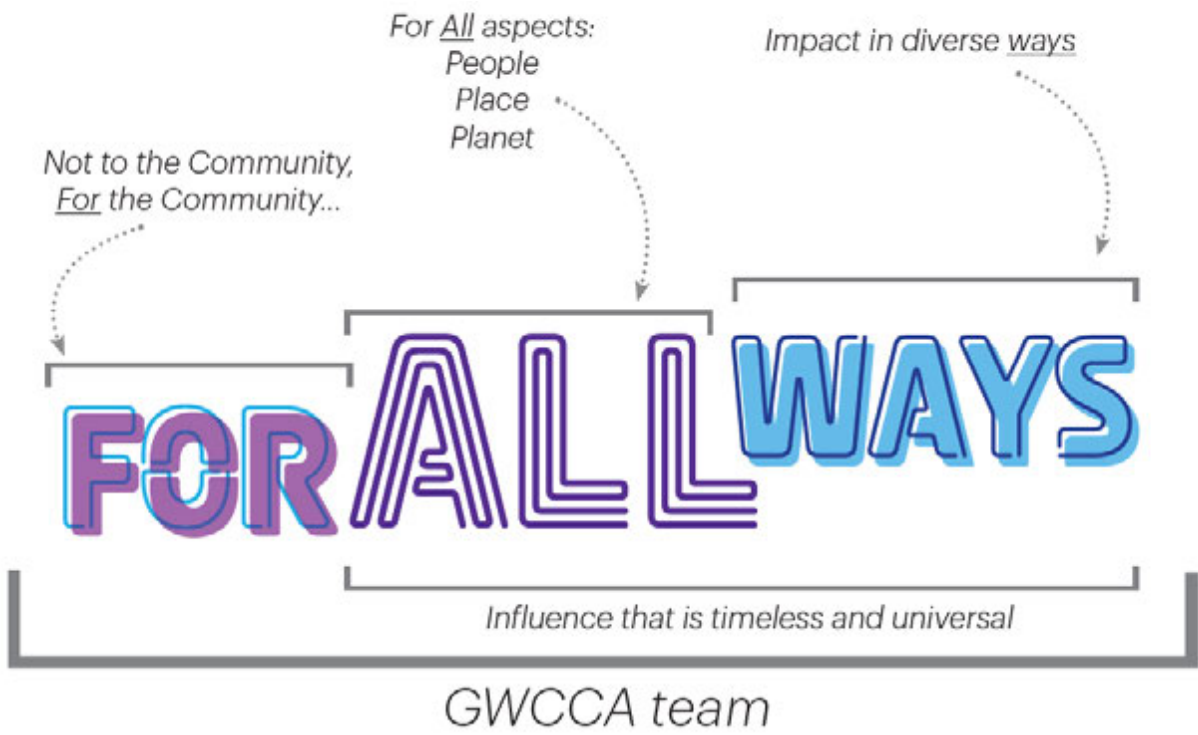 For All aspects:
People
Place
Planet
Impact in diverse ways
Not to the Community,
For the Community...
FOR ALL WAYS
Influence that is timeless and universal
GWCCA team